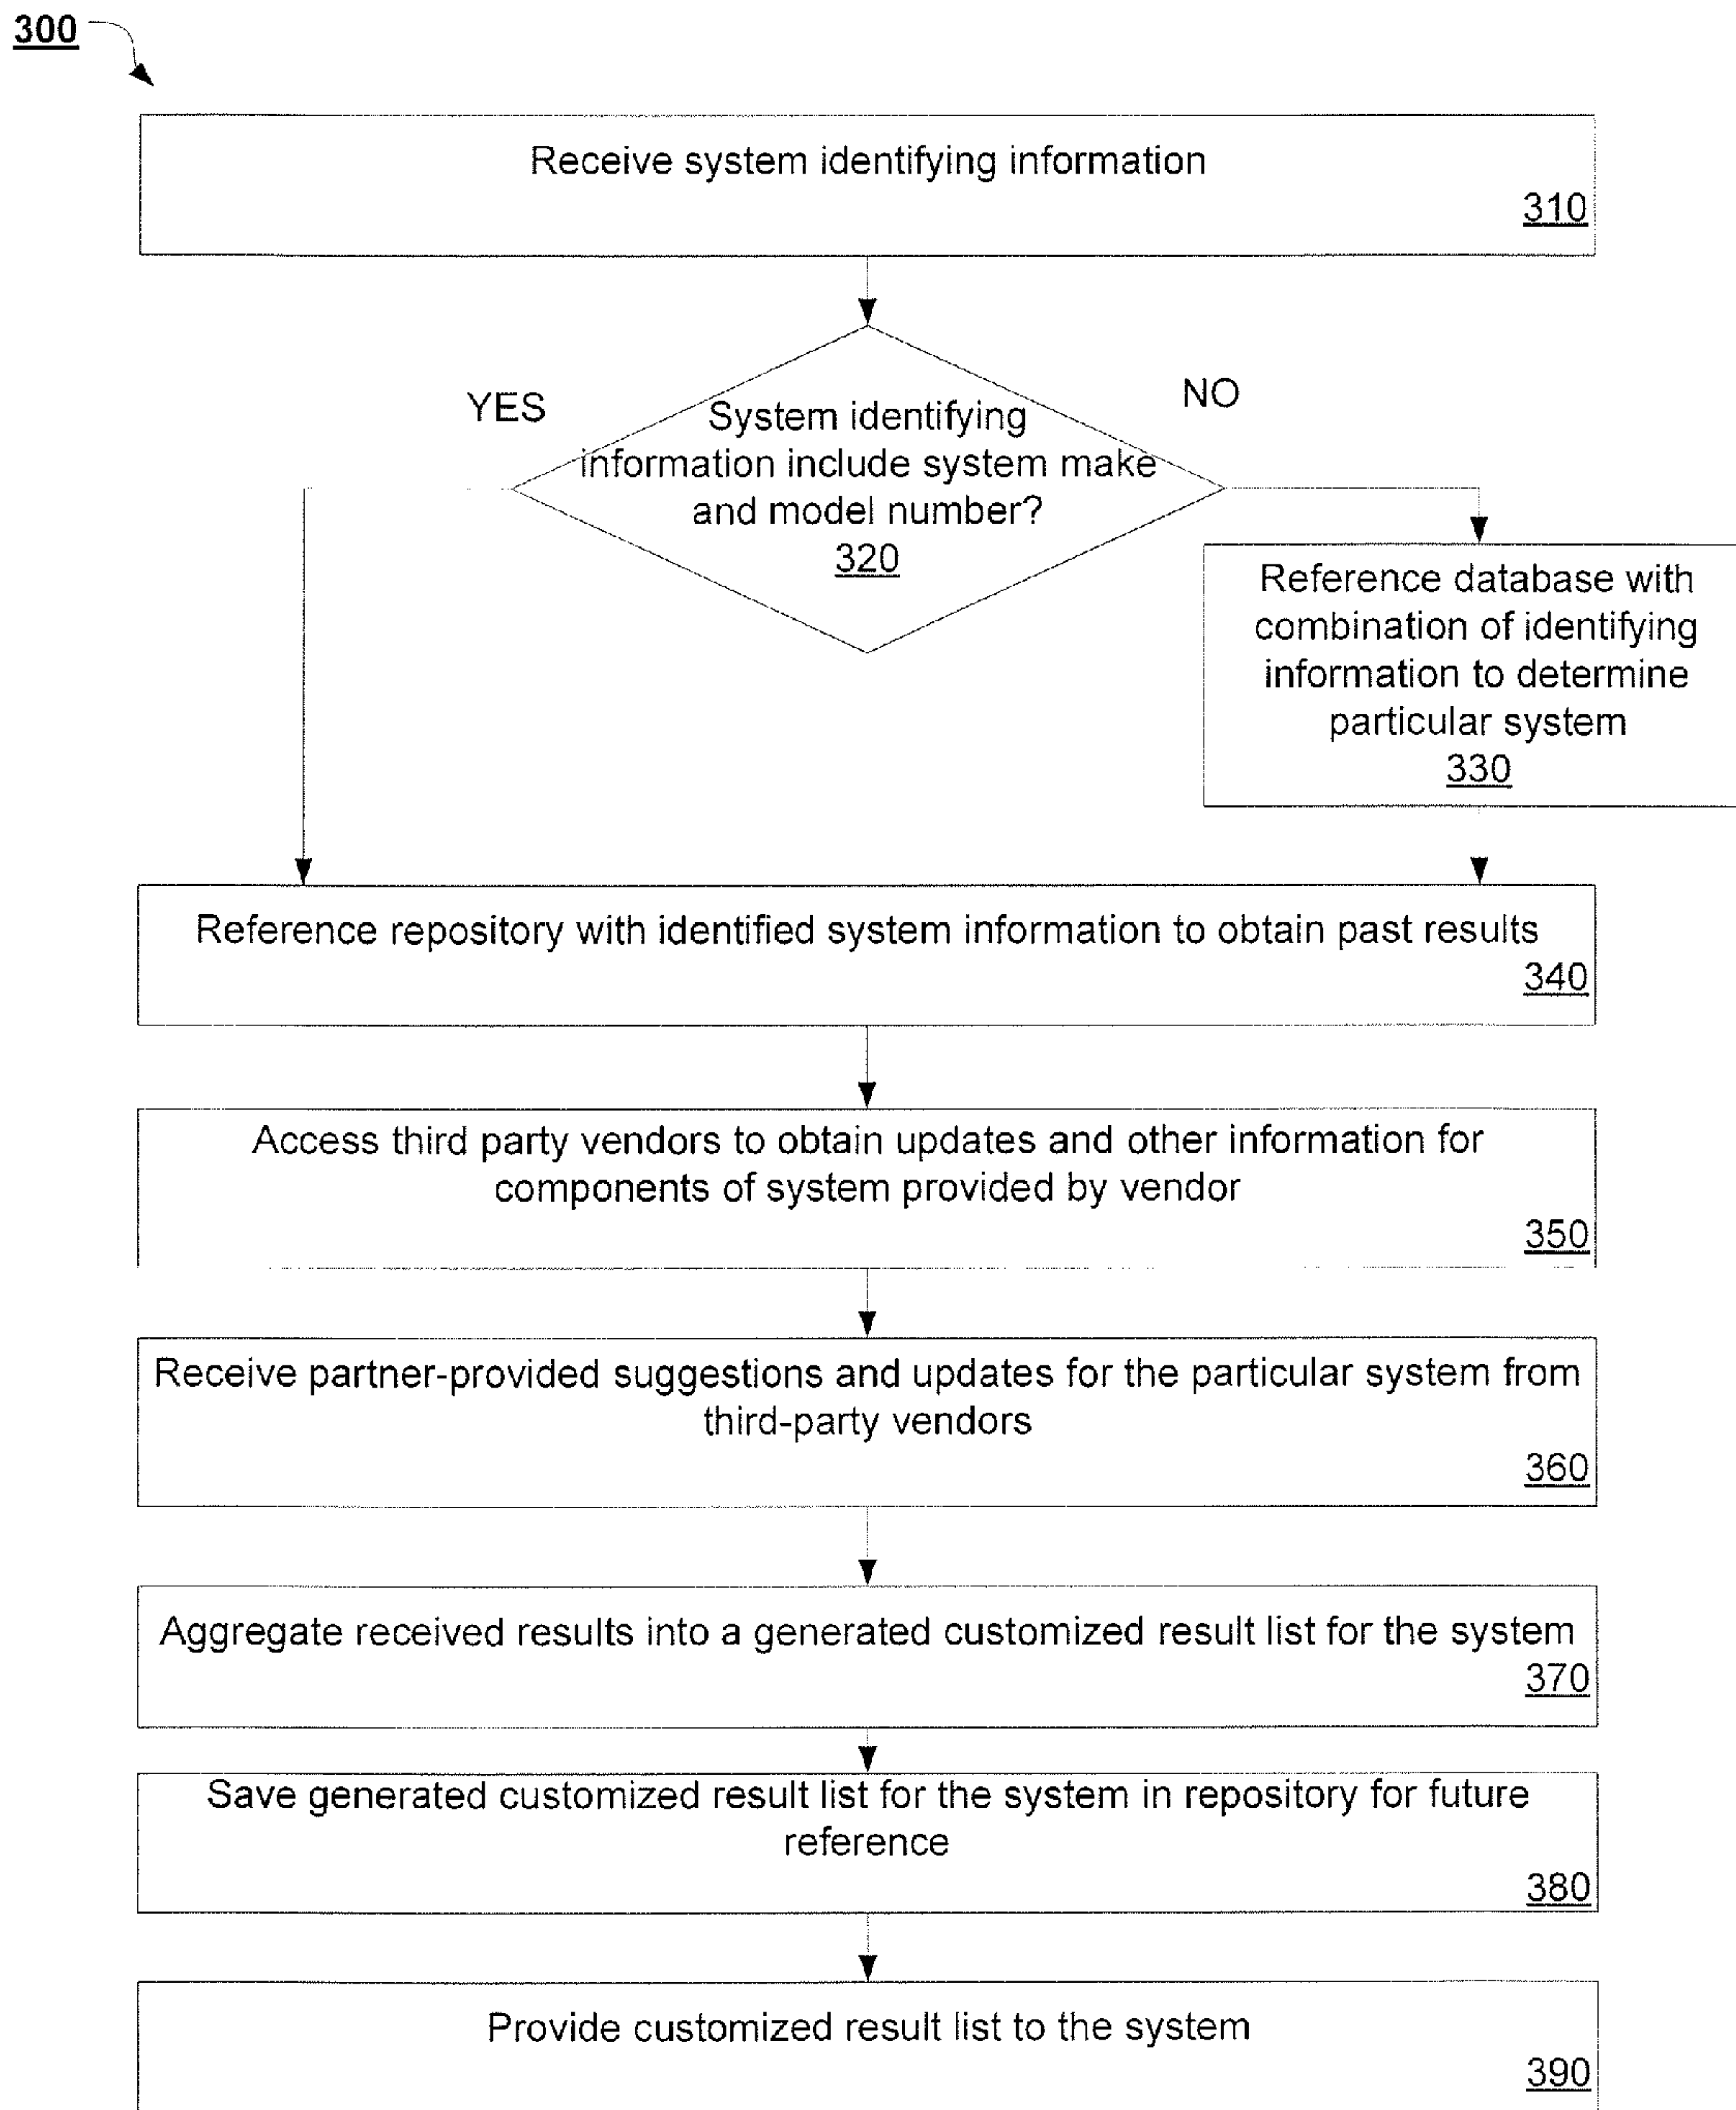 300
Receive system identifying information
310
YES
NO
System identifying
information include system make
and model number?
320
Reference database with
combination of identifying
information to determine
particular system
330
Reference repository with identified system information to obtain past results
340
Access third party vendors to obtain updates and other information for
components of system provided by vendor
350
Receive partner-provided suggestions and updates for the particular system from
third-party vendors
360
Aggregate received results into a generated customized result list for the system
370
Save generated customized result list for the system in repository for future
reference
380
Provide customized result list to the system
390